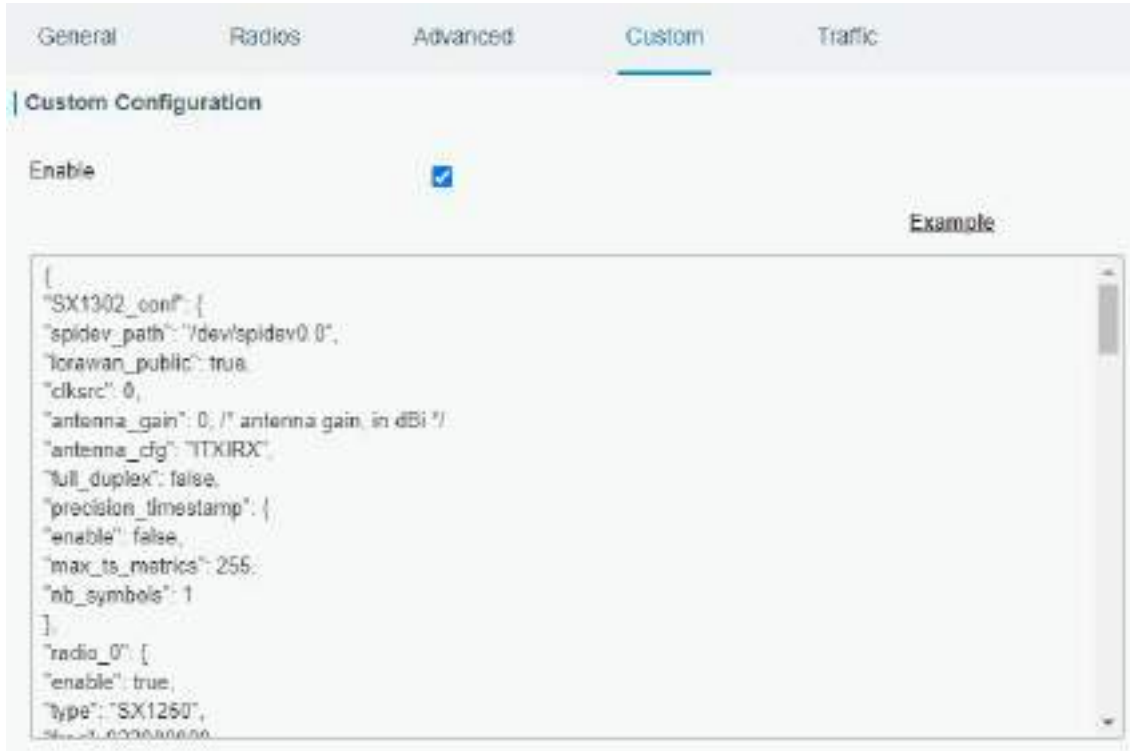 General Radios Advanced Custom Traffic
Custom Configuration
Enable
Example
{
"SX1302_conf": {
"spidev_path": "/dev/spidev0.0",
"lorawan_public": true,
"clksrc": 0,
"antenna_gain": 0, /* antenna gain, in dBi */
"antenna_cfg": "ITXIRX",
"full_duplex": false,
"precision_timestamp": {
"enable": false,
"max_ts_metrics": 255,
"nb_symbols": 1
},
"radio_0": {
"enable": true,
"type": "SX1250",